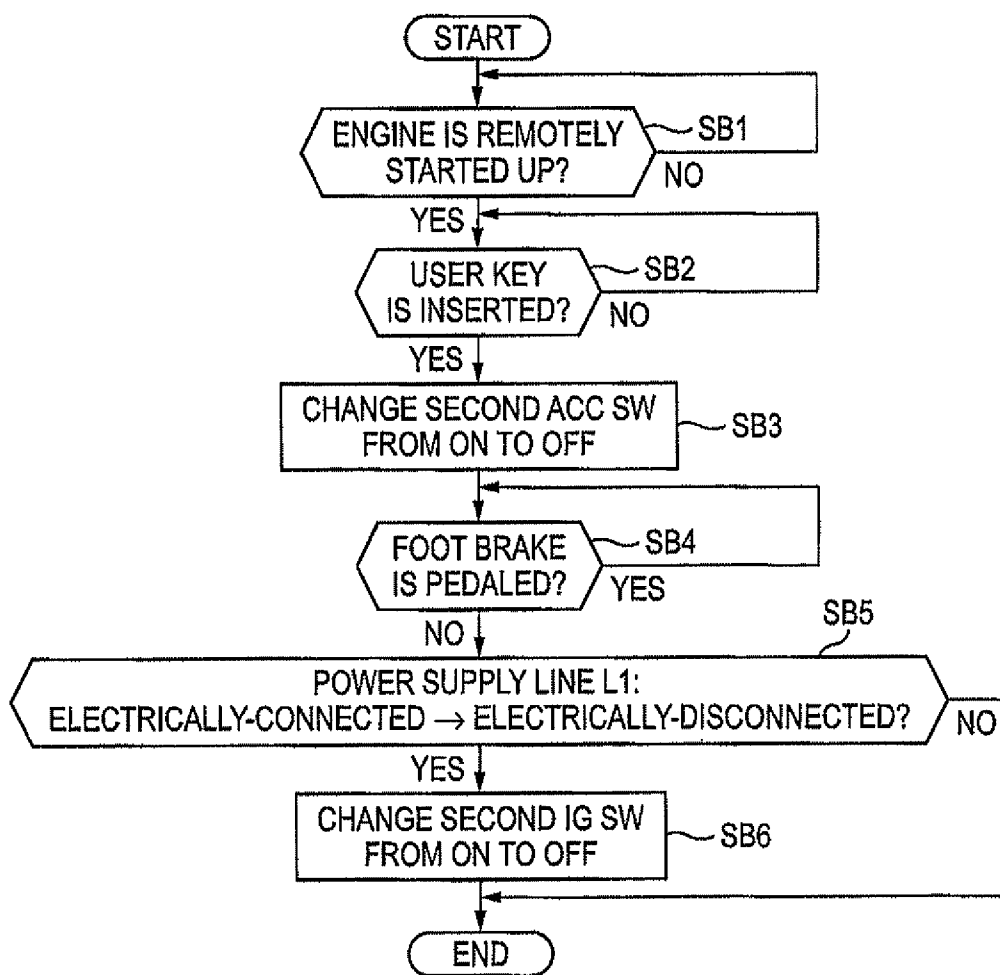 START
ENGINE IS REMOTELY
STARTED UP?
SB1
NO
YES
USER KEY
IS INSERTED?
SB2
NO
YES
CHANGE SECOND ACC SW
FROM ON TO OFF
SB3
FOOT BRAKE
IS PEDALED?
SB4
YES
NO
SB5
POWER SUPPLY LINE L1:
ELECTRICALLY-CONNECTED → ELECTRICALLY-DISCONNECTED?
NO
YES
CHANGE SECOND IG SW
FROM ON TO OFF
SB6
END